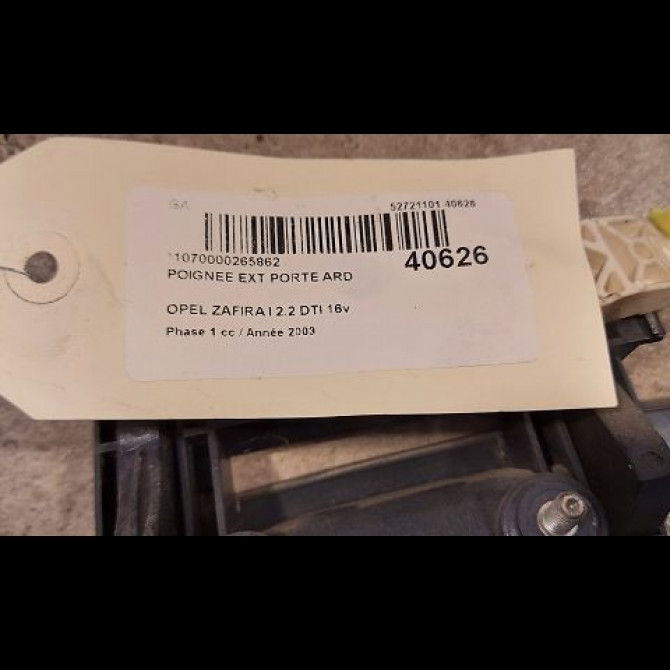 GA
52721101 40626
11070000265862
40626
POIGNEE EXT PORTE ARD
OPEL ZAFIRA I 2.2 DTI 16v
Phase 1 cc / Année 2003